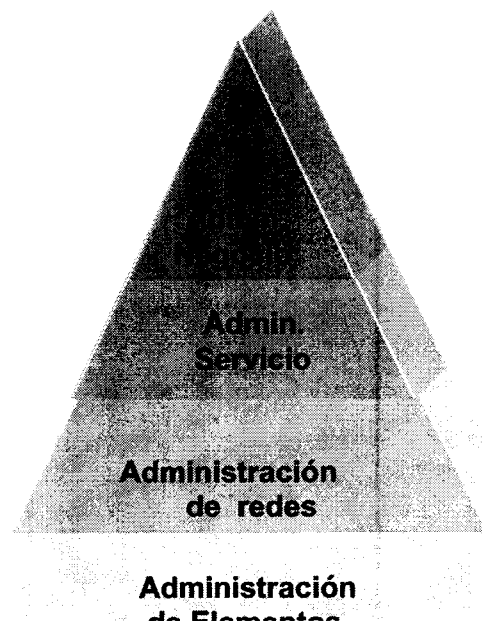 Admin.
Servicio
Administración
de redes
Administración
de Elementos